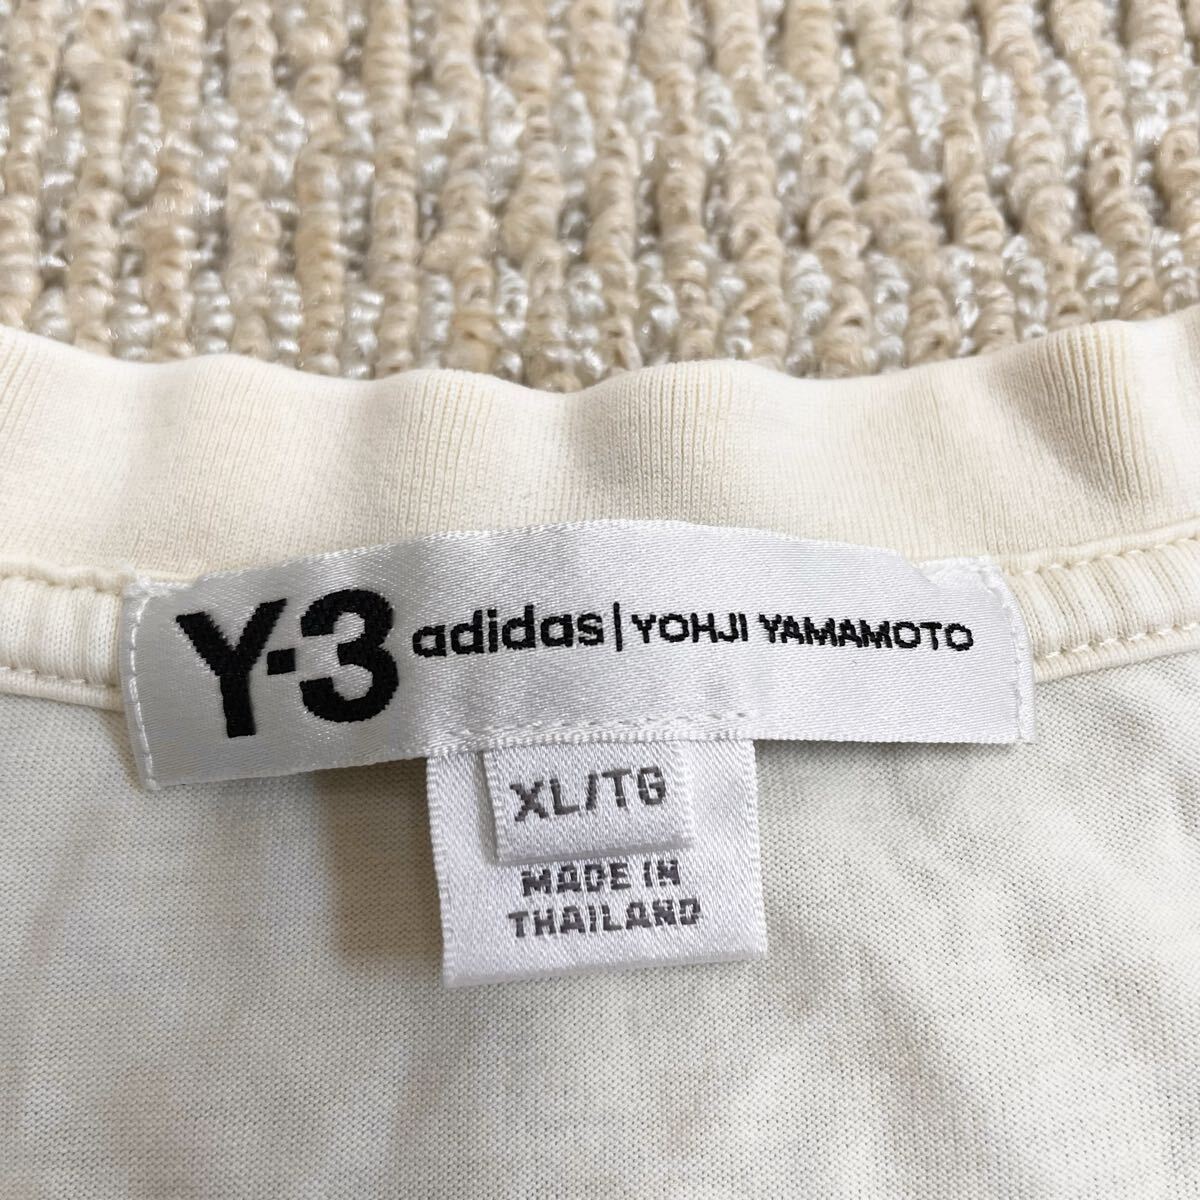 Y-3 adidas | YOHJI YAMAMOTO
XL/TG
MADE IN
THAILAND